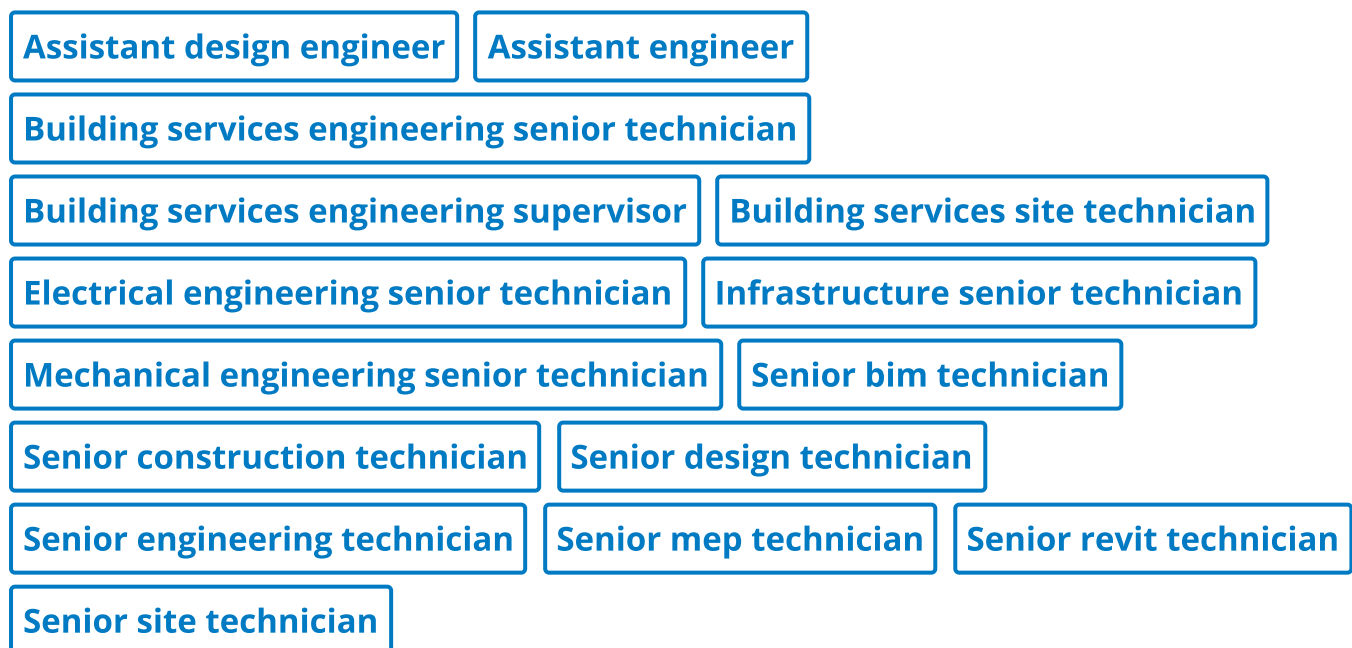 Assistant design engineer Assistant engineer
Building services engineering senior technician
Building services engineering supervisor Building services site technician
Electrical engineering senior technician Infrastructure senior technician
Mechanical engineering senior technician Senior bim technician
Senior construction technician Senior design technician
Senior engineering technician Senior mep technician Senior revit technician
Senior site technician